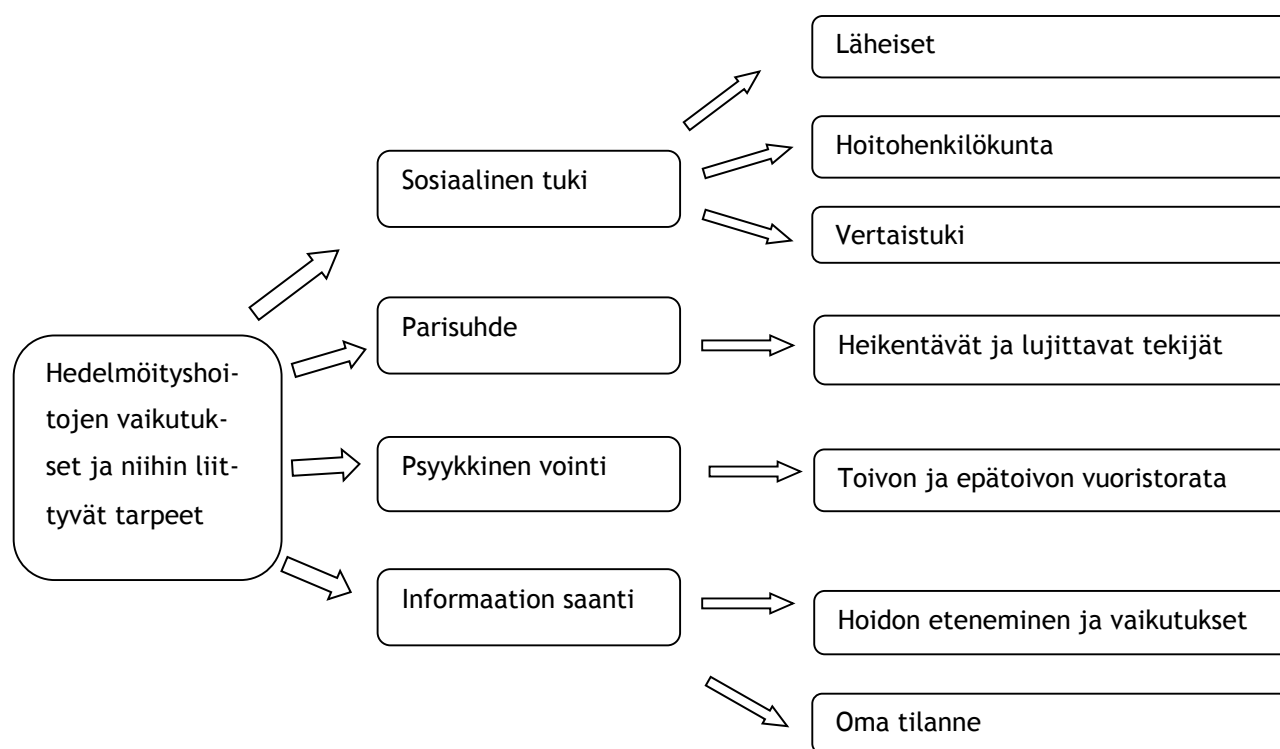 Läheiset
Hoitohenkilökunta
Sosiaalinen tuki
Vertaistuki
Parisuhde
Heikentävät ja lujittavat tekijät
Hedelmöityshoi-
tojen vaikutuk-
set ja niihin liit-
tyvät tarpeet
Psyykkinen vointi
Toivon ja epätoivon vuoristorata
Informaation saanti
Hoidon eteneminen ja vaikutukset
Oma tilanne